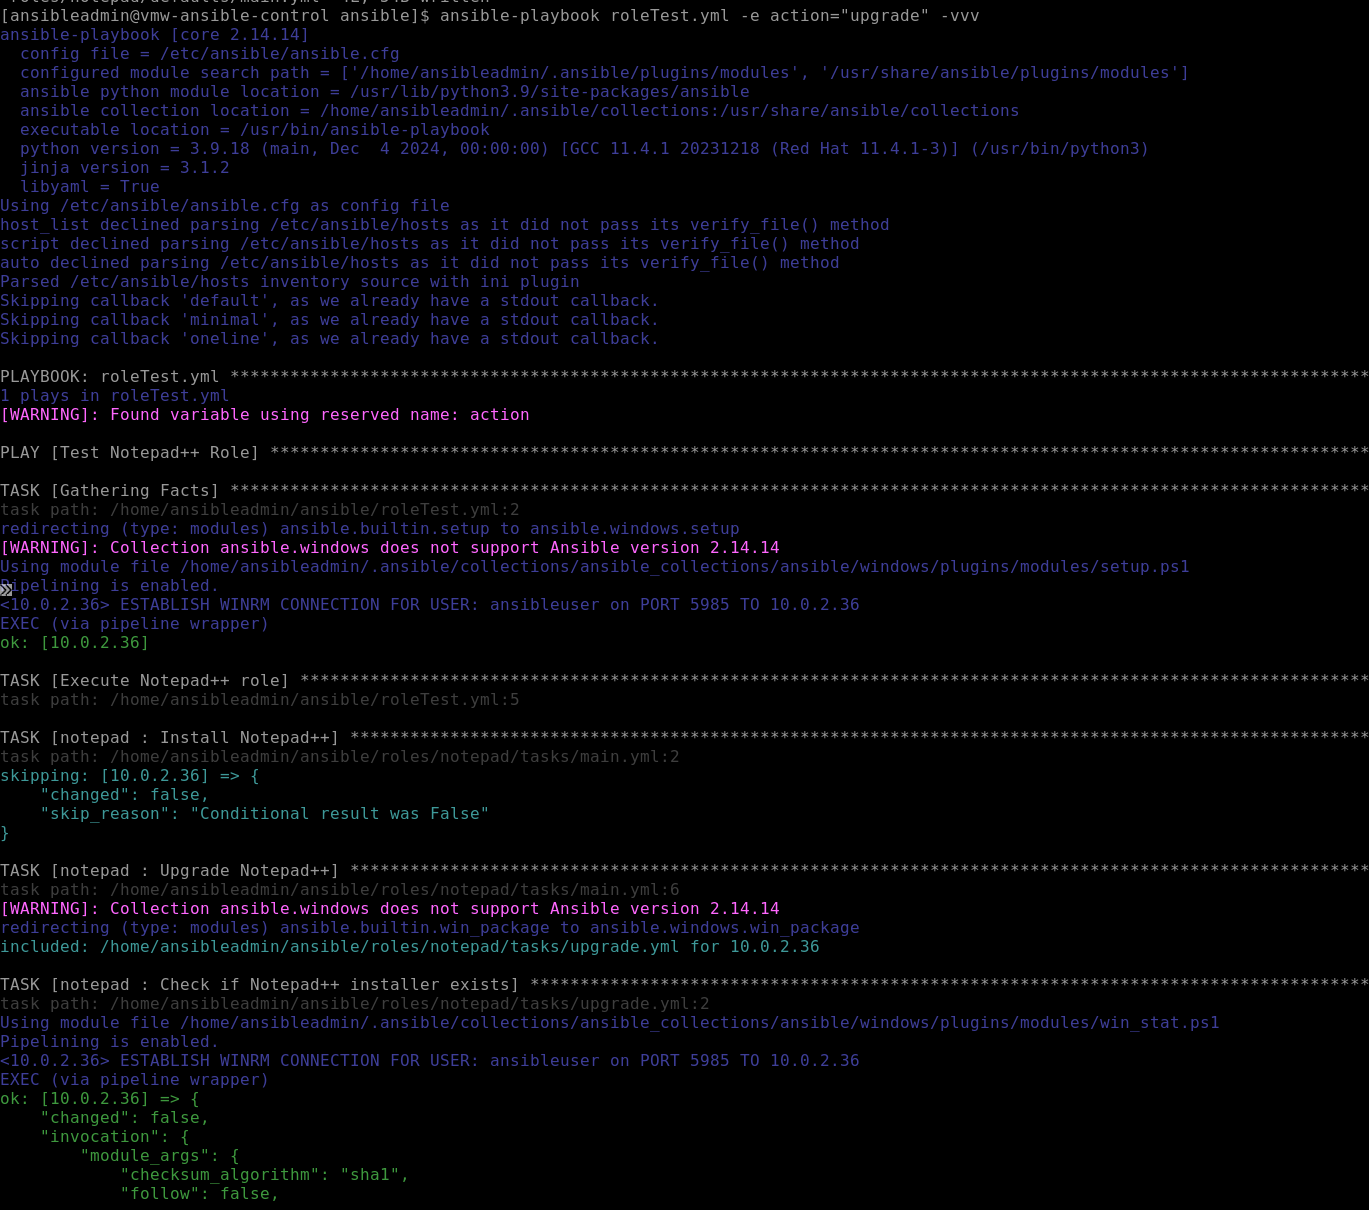 [ansibleadmin@vmw-ansible-control ansible]$ ansible-playbook roleTest.yml -e action="upgrade" -vvv
ansible-playbook [core 2.14.14]
  config file = /etc/ansible/ansible.cfg
  configured module search path = ['/home/ansibleadmin/.ansible/plugins/modules', '/usr/share/ansible/plugins/modules']
  ansible python module location = /usr/lib/python3.9/site-packages/ansible
  ansible collection location = /home/ansibleadmin/.ansible/collections:/usr/share/ansible/collections
  executable location = /usr/bin/ansible-playbook
  python version = 3.9.18 (main, Dec  4 2024, 00:00:00) [GCC 11.4.1 20231218 (Red Hat 11.4.1-3)] (/usr/bin/python3)
  jinja version = 3.1.2
  libyaml = True
Using /etc/ansible/ansible.cfg as config file
host_list declined parsing /etc/ansible/hosts as it did not pass its verify_file() method
script declined parsing /etc/ansible/hosts as it did not pass its verify_file() method
auto declined parsing /etc/ansible/hosts as it did not pass its verify_file() method
Parsed /etc/ansible/hosts inventory source with ini plugin
Skipping callback 'default', as we already have a stdout callback.
Skipping callback 'minimal', as we already have a stdout callback.
Skipping callback 'oneline', as we already have a stdout callback.

PLAYBOOK: roleTest.yml ******************************************************************************************************************
1 plays in roleTest.yml
[WARNING]: Found variable using reserved name: action

PLAY [Test Notepad++ Role] **************************************************************************************************************

TASK [Gathering Facts] ******************************************************************************************************************
task path: /home/ansibleadmin/ansible/roleTest.yml:2
redirecting (type: modules) ansible.builtin.setup to ansible.windows.setup
[WARNING]: Collection ansible.windows does not support Ansible version 2.14.14
Using module file /home/ansibleadmin/.ansible/collections/ansible_collections/ansible/windows/plugins/modules/setup.ps1
Pipelining is enabled.
<10.0.2.36> ESTABLISH WINRM CONNECTION FOR USER: ansibleuser on PORT 5985 TO 10.0.2.36
EXEC (via pipeline wrapper)
ok: [10.0.2.36]

TASK [Execute Notepad++ role] ***********************************************************************************************************
task path: /home/ansibleadmin/ansible/roleTest.yml:5

TASK [notepad : Install Notepad++] ******************************************************************************************************
task path: /home/ansibleadmin/ansible/roles/notepad/tasks/main.yml:2
skipping: [10.0.2.36] => {
    "changed": false,
    "skip_reason": "Conditional result was False"
}

TASK [notepad : Upgrade Notepad++] ******************************************************************************************************
task path: /home/ansibleadmin/ansible/roles/notepad/tasks/main.yml:6
[WARNING]: Collection ansible.windows does not support Ansible version 2.14.14
redirecting (type: modules) ansible.builtin.win_package to ansible.windows.win_package
included: /home/ansibleadmin/ansible/roles/notepad/tasks/upgrade.yml for 10.0.2.36

TASK [notepad : Check if Notepad++ installer exists] ************************************************************************************
task path: /home/ansibleadmin/ansible/roles/notepad/tasks/upgrade.yml:2
Using module file /home/ansibleadmin/.ansible/collections/ansible_collections/ansible/windows/plugins/modules/win_stat.ps1
Pipelining is enabled.
<10.0.2.36> ESTABLISH WINRM CONNECTION FOR USER: ansibleuser on PORT 5985 TO 10.0.2.36
EXEC (via pipeline wrapper)
ok: [10.0.2.36] => {
    "changed": false,
    "invocation": {
        "module_args": {
            "checksum_algorithm": "sha1",
            "follow": false,